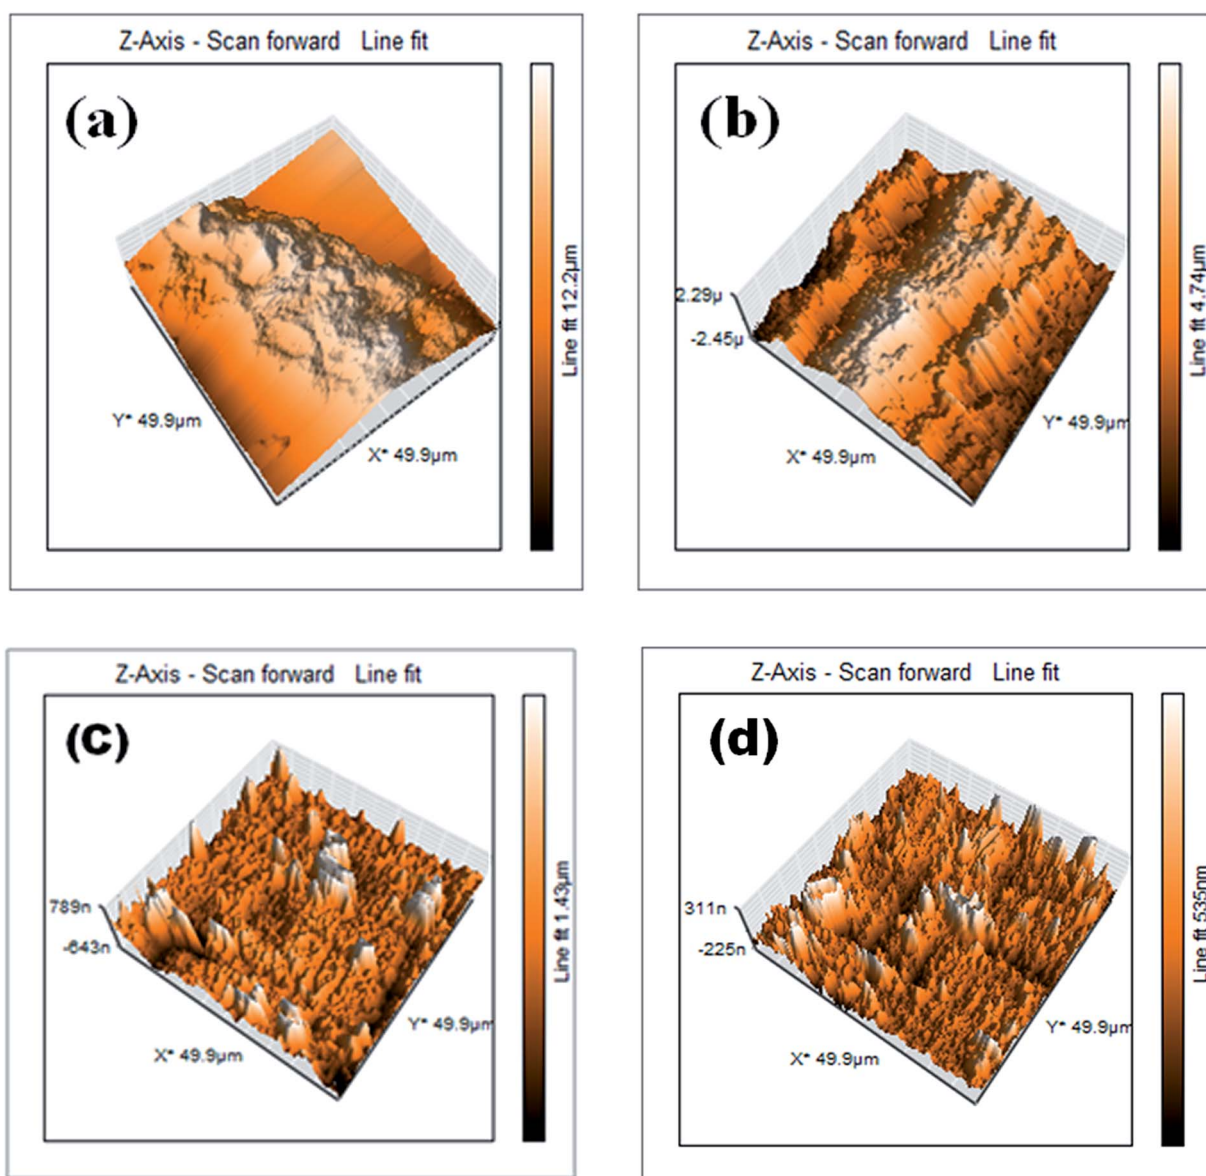 Z-Axis - Scan forward Line fit
(a)
Line fit 12.2µm
Y* 49.9µm
X* 49.9µm
Z-Axis - Scan forward Line fit
(b)
2.29µ
-2.45µ
Line fit 4.74µm
X* 49.9µm
Y* 49.9µm
Z-Axis - Scan forward Line fit
(C)
789n
-643n
Line fit 1.43µm
X* 49.9µm
Y* 49.9µm
Z-Axis - Scan forward Line fit
(d)
311n
-225n
Line fit 535nm
X* 49.9µm
Y* 49.9µm